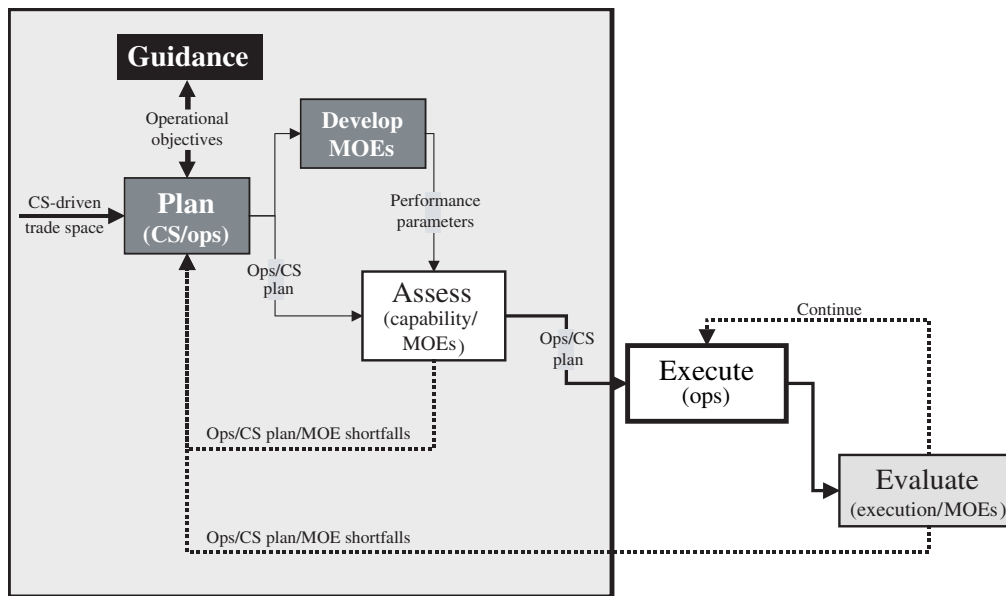 Guidance
Operational
objectives
Develop
MOEs
CS-driven
trade space
Plan
(CS/ops)
Performance
parameters
Ops/CS
plan
Assess
(capability/
MOEs)
Ops/CS
plan
Continue
Execute
(ops)
Ops/CS plan/MOE shortfalls
Evaluate
(execution/MOEs)
Ops/CS plan/MOE shortfalls